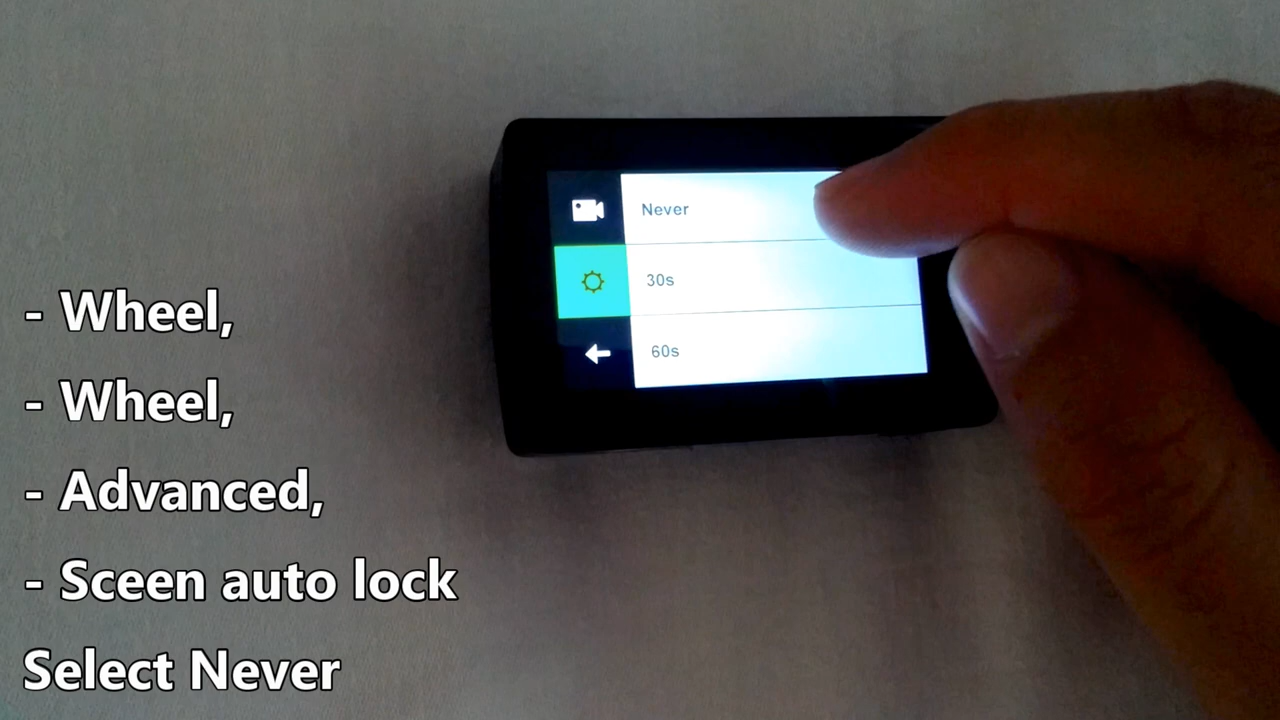 Never
30s
60s
- Wheel,
- Wheel,
- Advanced,
- Sceen auto lock
Select Never